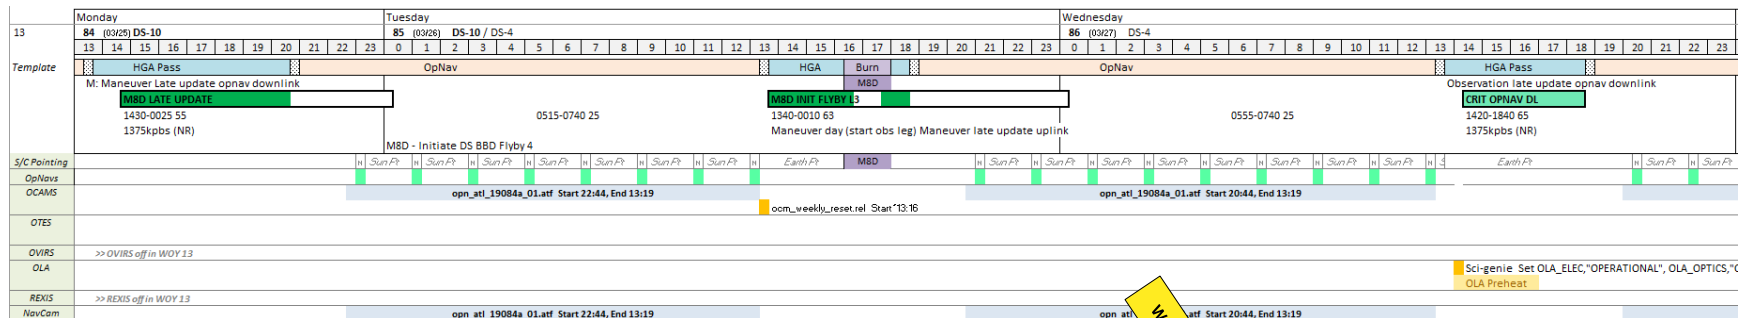 Monday Tuesday Wednesday
13 84 (03/25) DS-10 85 (03/26) DS-10 / DS-4 86 (03/27) DS-4
13 14 15 16 17 18 19 20 21 22 23 0 1 2 3 4 5 6 7 8 9 10 11 12 13 14 15 16 17 18 19 20 21 22 23 0 1 2 3 4 5 6 7 8 9 10 11 12 13 14 15 16 17 18 19 20 21 22 23
Template HGA Pass OpNav HGA Burn OpNav HGA Pass
M: Maneuver Late update opnav downlink M8D Observation late update opnav downlink
M8D LATE UPDATE M8D INIT FLYBY L3 CRIT OPNAV DL
1430-0025 55 0515-0740 25 1340-0010 63 0555-0740 25 1420-1840 65
1375kpbs (NR) Maneuver day (start obs leg) Maneuver late update uplink 1375kpbs (NR)
M8D - Initiate DS BBD Flyby 4
S/C Pointing N Sun Pt N Sun Pt N Sun Pt N Sun Pt N Sun Pt N Sun Pt N Sun Pt N Earth Pt M8D N Sun Pt N Sun Pt N Sun Pt N Sun Pt N Sun Pt N Sun Pt N Sun Pt N Sun Pt N S Earth Pt N Sun Pt N Sun Pt
OpNavs
OCAMS opn_atl_19084a_01.atf Start 22:44, End 13:19 opn_atl_19084a_01.atf Start 20:44, End 13:19
ocm_weekly_reset.rel Start 13:16
OTES
OVIRS >> OVIRS off in WOY 13
OLA Sci-genie Set OLA_ELEC,"OPERATIONAL", OLA_OPTICS,"
OLA Preheat
REXIS >> REXIS off in WOY 13
NavCam opn_atl_19084a_01.atf Start 22:44, End 13:19 opn_atl atf Start 20:44, End 13:19